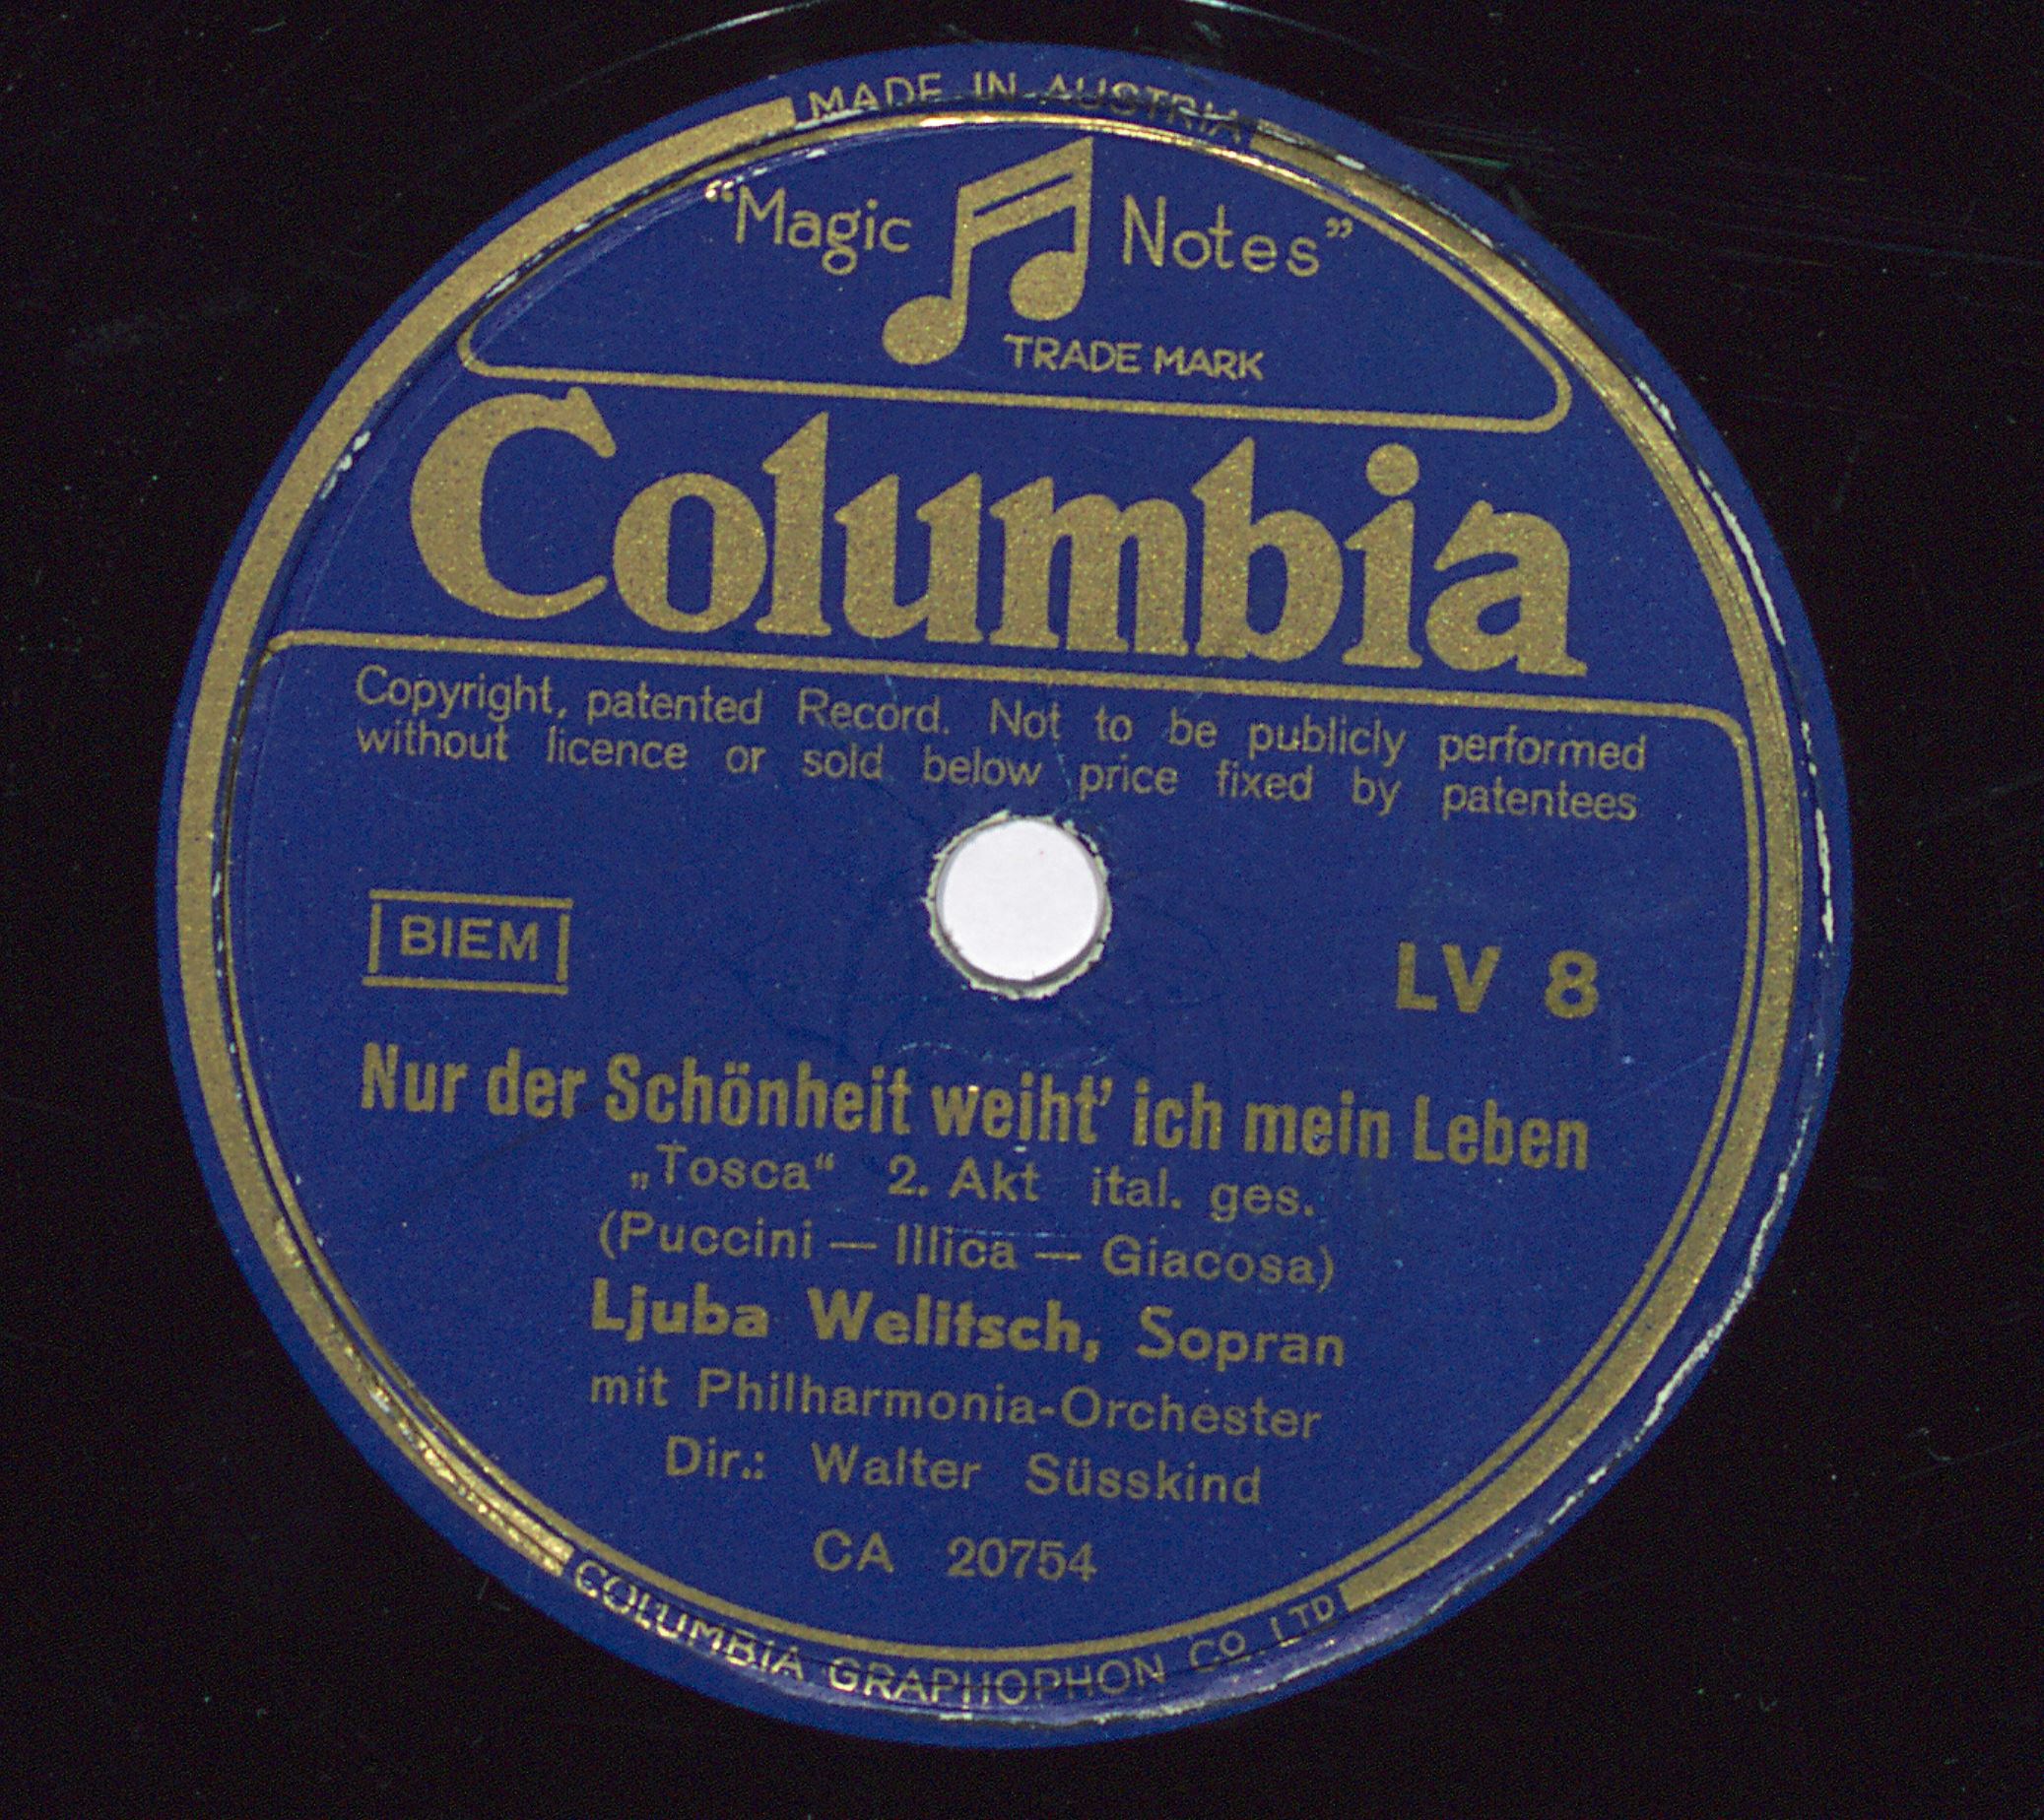 MADE IN AUSTRIA
“Magic Notes”
TRADE MARK
Columbia
Copyright, patented Record. Not to be publicly performed
without licence or sold below price fixed by patentees
BIEM
LV 8
Nur der Schönheit weiht’ ich mein Leben
„Tosca“ 2. Akt ital. ges.
(Puccini — Illica — Giacosa)
Ljuba Welitsch, Sopran
mit Philharmonia-Orchester
Dir.: Walter Süsskind
CA 20754
COLUMBIA GRAPHOPHON CO. LTD